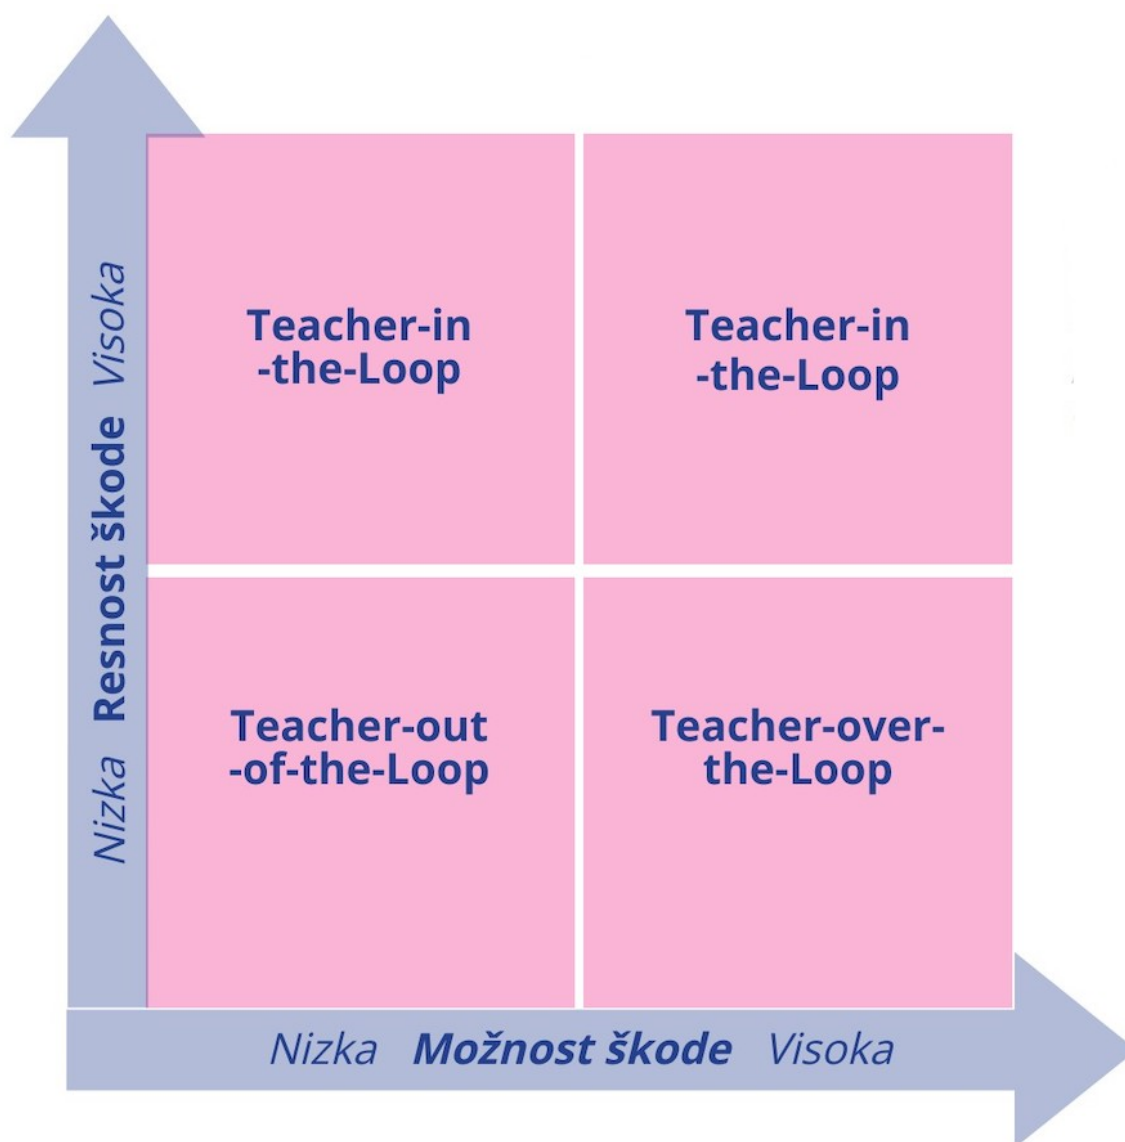 Teacher-in
-the-Loop
Teacher-in
-the-Loop
Visoka
Resnost škode
Nizka
Teacher-out
-of-the-Loop
Teacher-over-
the-Loop
Nizka Možnost škode Visoka